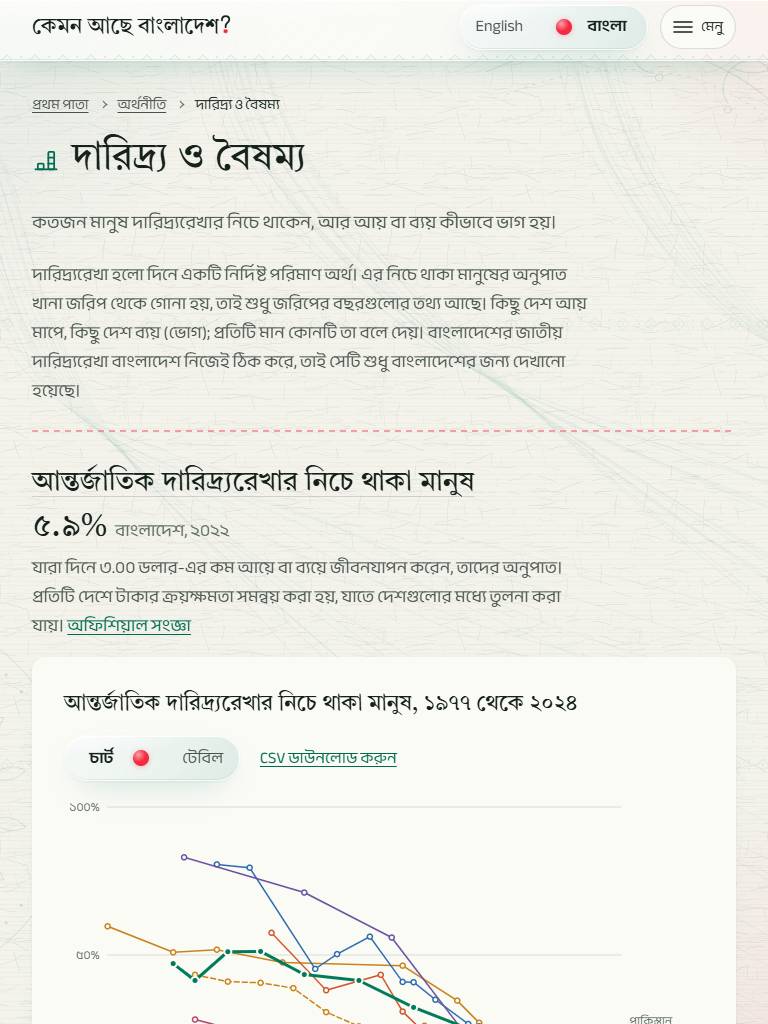 কেমন আছে বাংলাদেশ?
English বাংলা
মেনু
প্রথম পাতা > অর্থনীতি > দারিদ্র্য ও বৈষম্য
দারিদ্র্য ও বৈষম্য
কতজন মানুষ দারিদ্র্যরেখার নিচে থাকেন, আর আয় বা ব্যয় কীভাবে ভাগ হয়।
দারিদ্র্যরেখা হলো দিনে একটি নির্দিষ্ট পরিমাণ অর্থ। এর নিচে থাকা মানুষের অনুপাত
খানা জরিপ থেকে গোনা হয়, তাই শুধু জরিপের বছরগুলোর তথ্য আছে। কিছু দেশ আয়
মাপে, কিছু দেশ ব্যয় (ভোগ); প্রতিটি মান কোনটি তা বলে দেয়। বাংলাদেশের জাতীয়
দারিদ্র্যরেখা বাংলাদেশ নিজেই ঠিক করে, তাই সেটি শুধু বাংলাদেশের জন্য দেখানো
হয়েছে।
আন্তর্জাতিক দারিদ্র্যরেখার নিচে থাকা মানুষ
৫.৯% বাংলাদেশ, ২০২২
যারা দিনে ৩.০০ ডলার-এর কম আয়ে বা ব্যয়ে জীবনযাপন করেন, তাদের অনুপাত।
প্রতিটি দেশে টাকার ক্রয়ক্ষমতা সমন্বয় করা হয়, যাতে দেশগুলোর মধ্যে তুলনা করা
যায়। অফিশিয়াল সংজ্ঞা
আন্তর্জাতিক দারিদ্র্যরেখার নিচে থাকা মানুষ, ১৯৭৭ থেকে ২০২৪
চার্ট টেবিল CSV ডাউনলোড করুন
১০০%
৫০%
পাকিস্তান